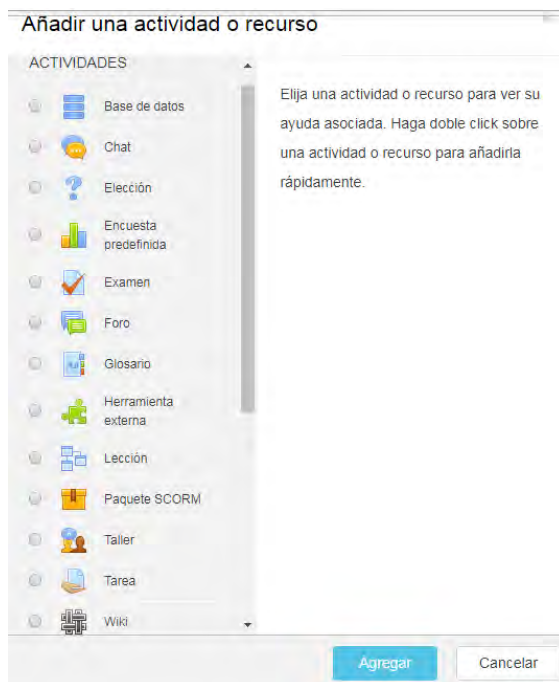 Añadir una actividad o recurso
ACTIVIDADES
Base de datos
Chat
Elección
Encuesta
predefinida
Examen
Foro
Glosario
Herramienta
externa
Lección
Paquete SCORM
Taller
Tarea
Wiki
Elija una actividad o recurso para ver su
ayuda asociada. Haga doble click sobre
una actividad o recurso para añadirla
rápidamente.
Agregar
Cancelar